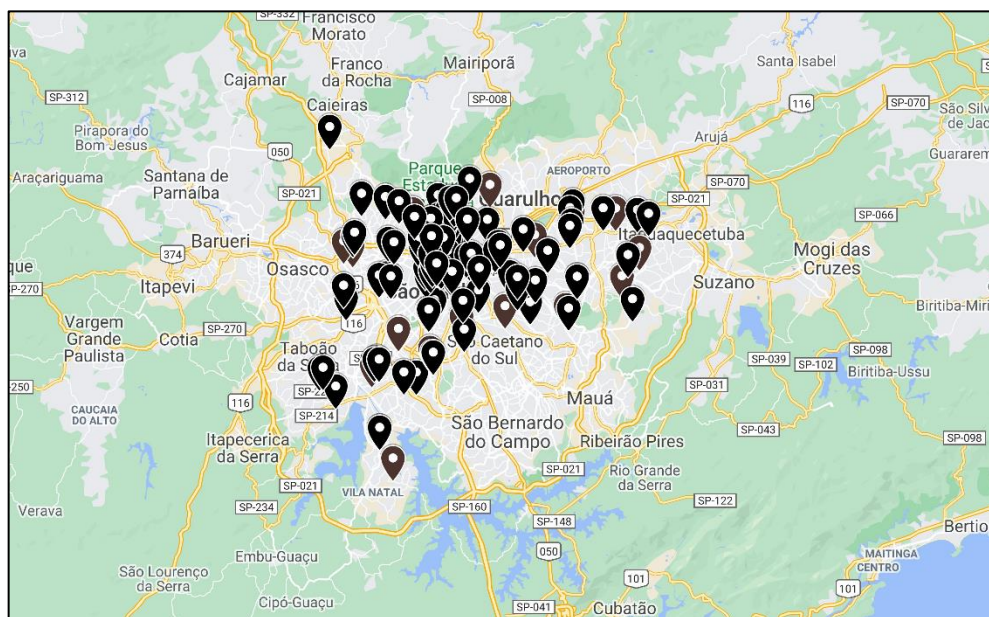 SP-332
Francisco
Morato
Mairiporã
Santa Isabel
Cajamar
Franco
da Rocha
SP-312
SP-008
116
SP-070
São Silv
de Jac
Caieiras
Pirapora do
Bom Jesus
050
Arujá
Guararem
Araçariguama
Santana de
Parnaíba
SP-021
Parque
Esta
AEROPORTO
SP-070
SP-021
uarulho
SP-066
Barueri
374
Itaquaquecetuba
Mogi das
Cruzes
Osasco
que
Itapevi
Suzano
SP-270
ão
Biritiba-Miri
Vargem
Grande
Paulista
SP-270
Cotia
116
Caetano
do Sul
SP-039
SP-098
Taboão
da S
SP-102
Biritiba-Ussu
-250
SP-031
CAUCAIA
DO ALTO
116
SP-214
Mauá
São Bernardo
do Campo
SP-043
Itapecerica
da Serra
Ribeirão Pires
SP-098
SP-021
SP-021
Rio Grande
da Serra
VILA NATAL
Verava
SP-234
SP-160
SP-122
SP-148
Bertio
Embu-Guaçu
050
MAITINGA
CENTRO
São Lourenço
da Serra
101
101
Cipó-Guaçu
SP-041
Cubatão